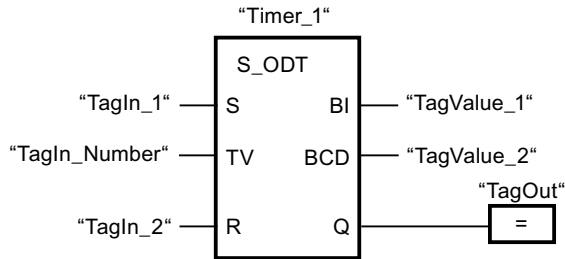 “Timer_1“
S_ODT
“TagIn_1“ S BI “TagValue_1“
“TagIn_Number“ TV BCD “TagValue_2“
“TagOut“
“TagIn_2“ R Q =